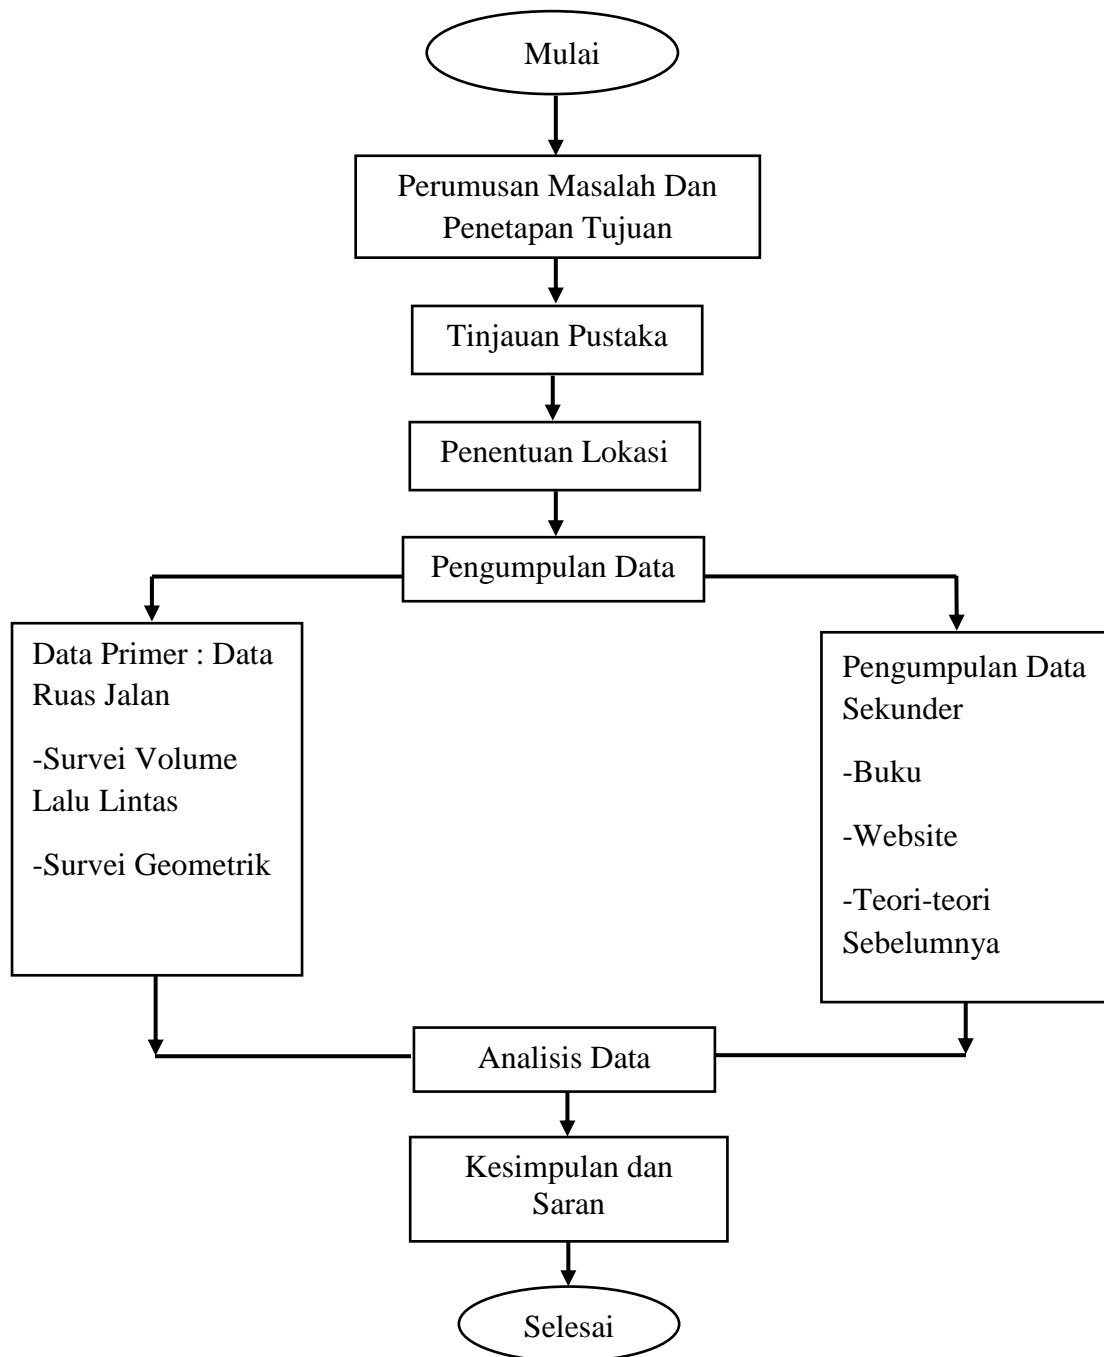 Mulai
Perumusan Masalah Dan
Penetapan Tujuan
Tinjauan Pustaka
Penentuan Lokasi
Pengumpulan Data
Data Primer : Data
Ruas Jalan
-Survei Volume
Lalu Lintas
-Survei Geometrik
Pengumpulan Data
Sekunder
-Buku
-Website
-Teori-teori
Sebelumnya
Analisis Data
Kesimpulan dan
Saran
Selesai